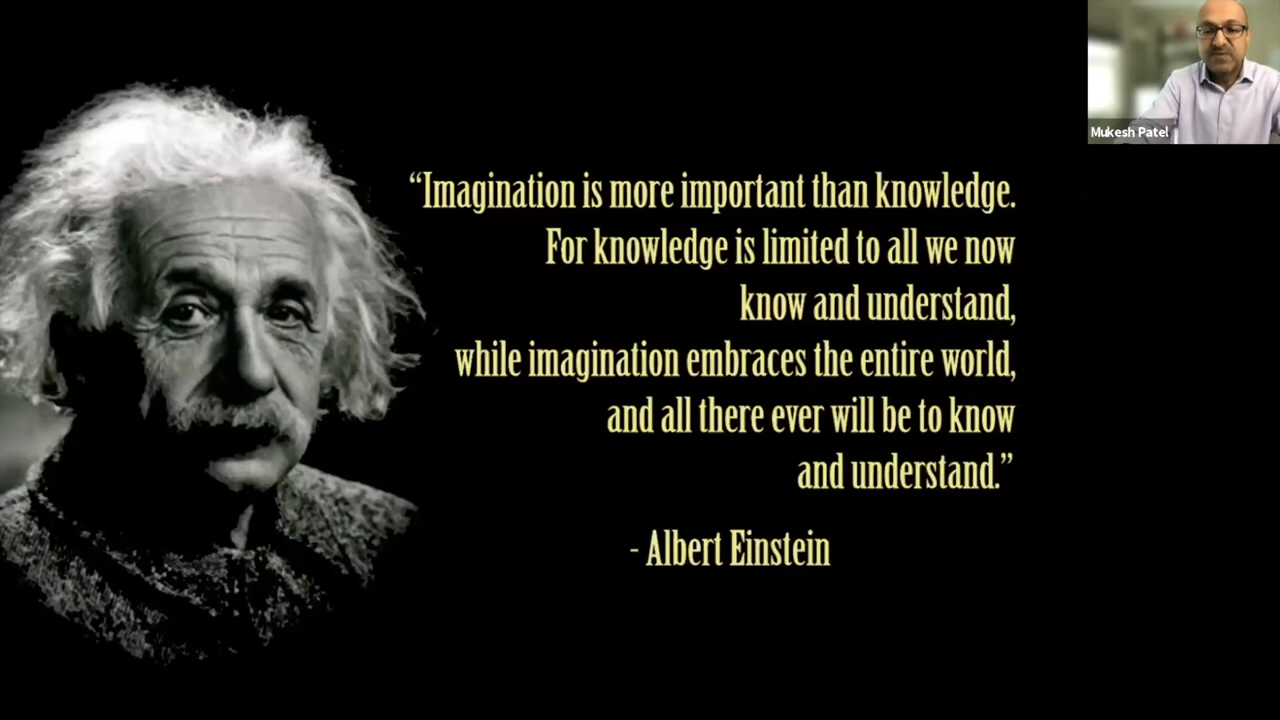 “Imagination is more important than knowledge.
For knowledge is limited to all we now
know and understand,
while imagination embraces the entire world,
and all there ever will be to know
and understand.”
- Albert Einstein
Mukesh Patel